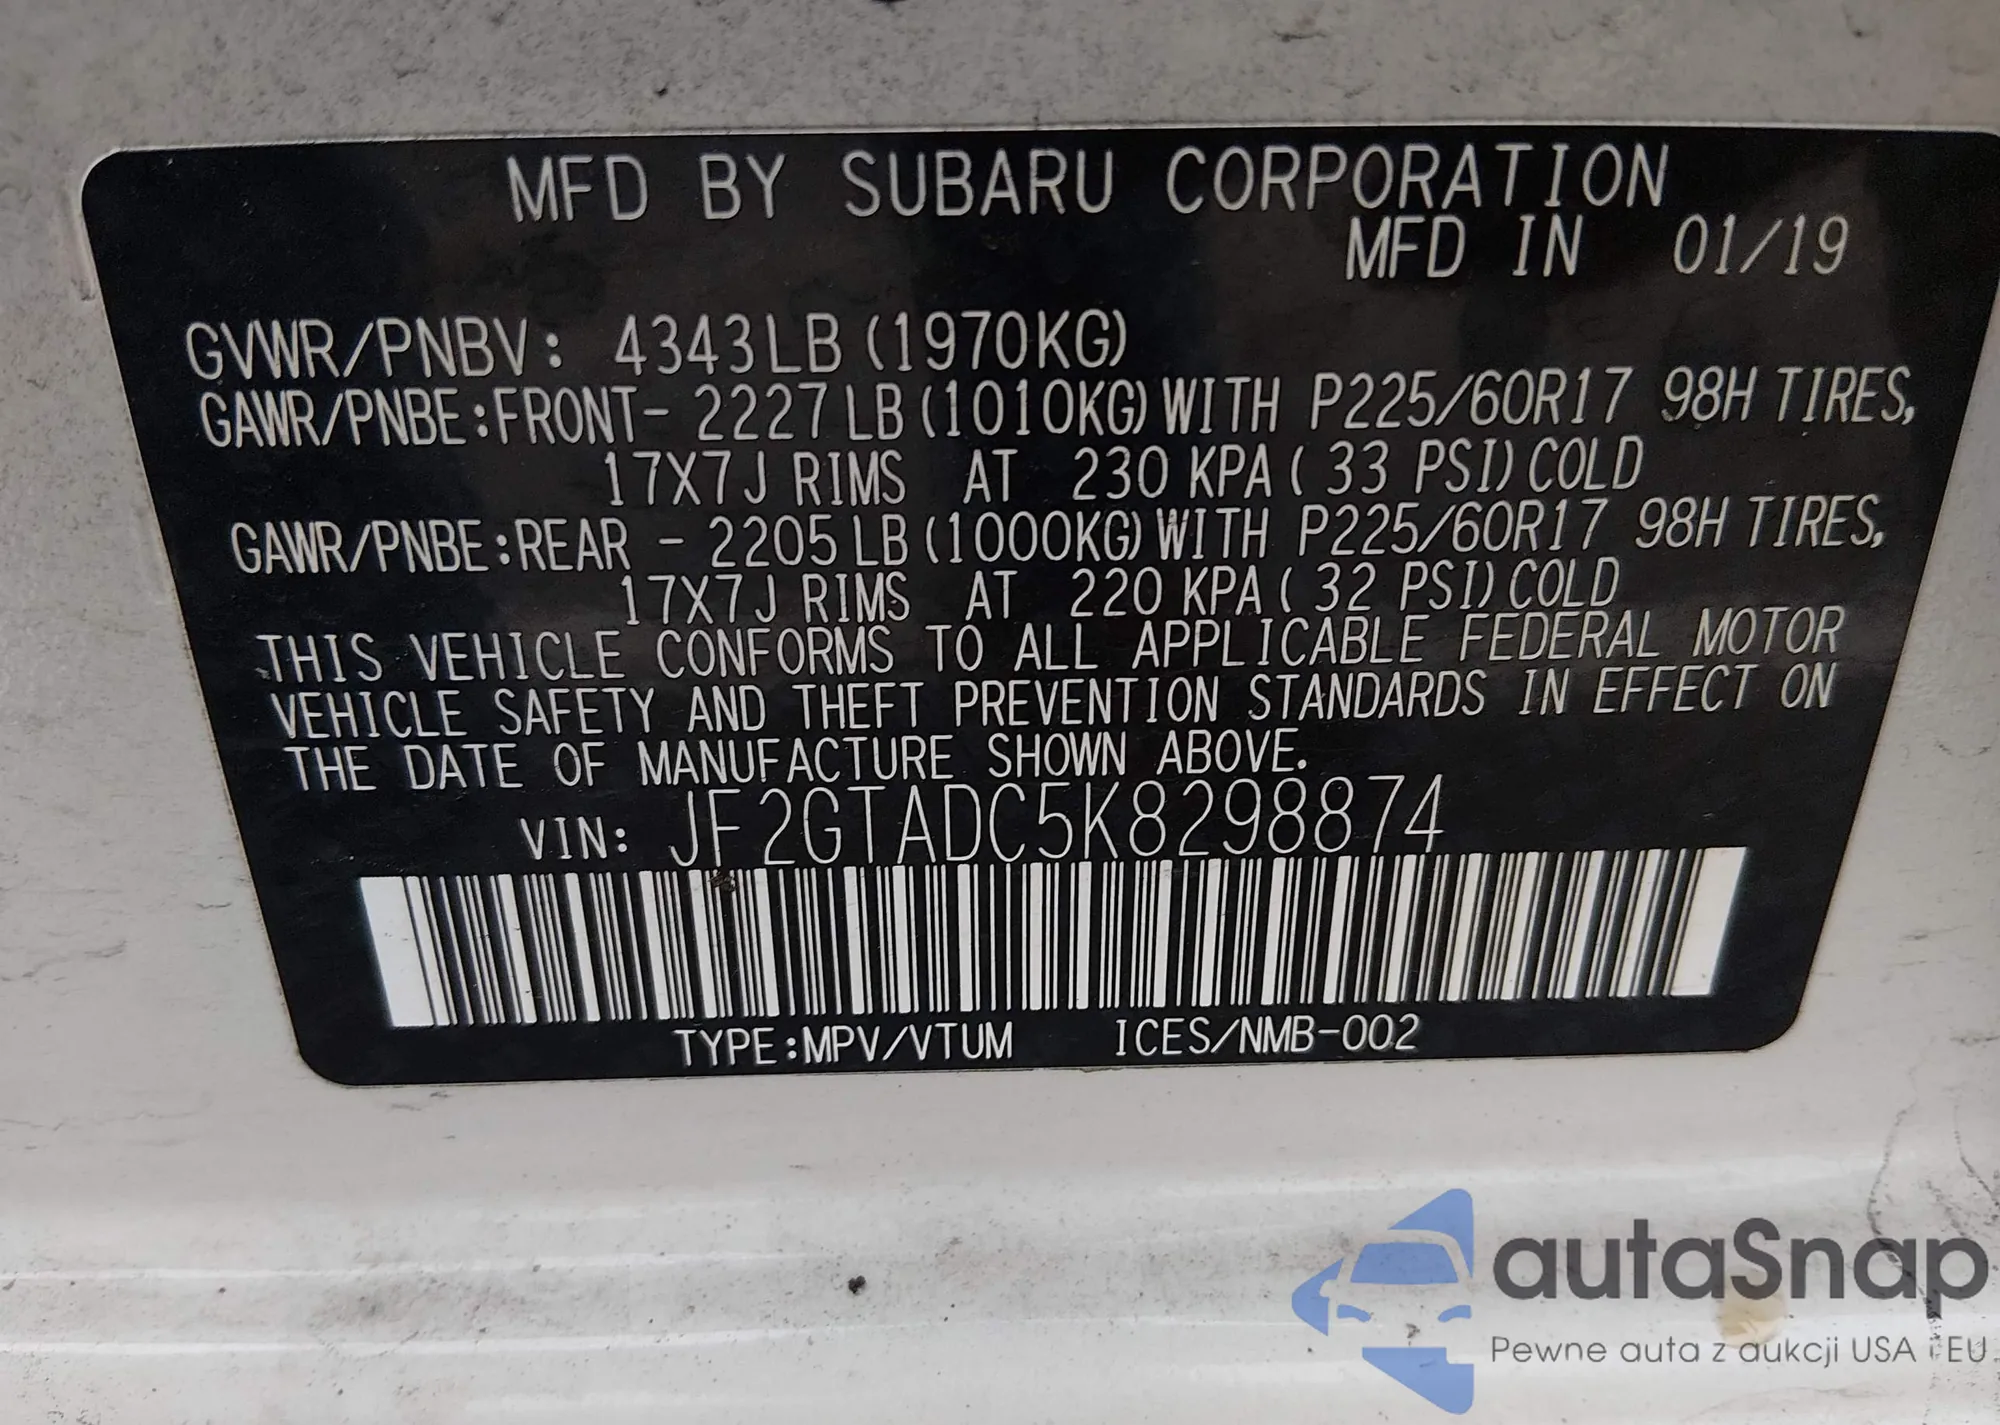 MFD BY SUBARU CORPORATION
MFD IN 01/19
GVWR/PNBV: 4343LB (1970KG)
GAWR/PNBE:FRONT- 2227LB (1010KG) WITH P225/60R17 98H TIRES,
17X7J RIMS AT 230 KPA ( 33 PSI) COLD
GAWR/PNBE:REAR - 2205LB (1000KG) WITH P225/60R17 98H TIRES,
17X7J RIMS AT 220 KPA ( 32 PSI) COLD
THIS VEHICLE CONFORMS TO ALL APPLICABLE FEDERAL MOTOR
VEHICLE SAFETY AND THEFT PREVENTION STANDARDS IN EFFECT ON
THE DATE OF MANUFACTURE SHOWN ABOVE.
VIN: JF2GTADC5K8298874
TYPE:MPV/VTUM ICES/NMB-002
autaSnap
Pewne auta z aukcji USA i EU